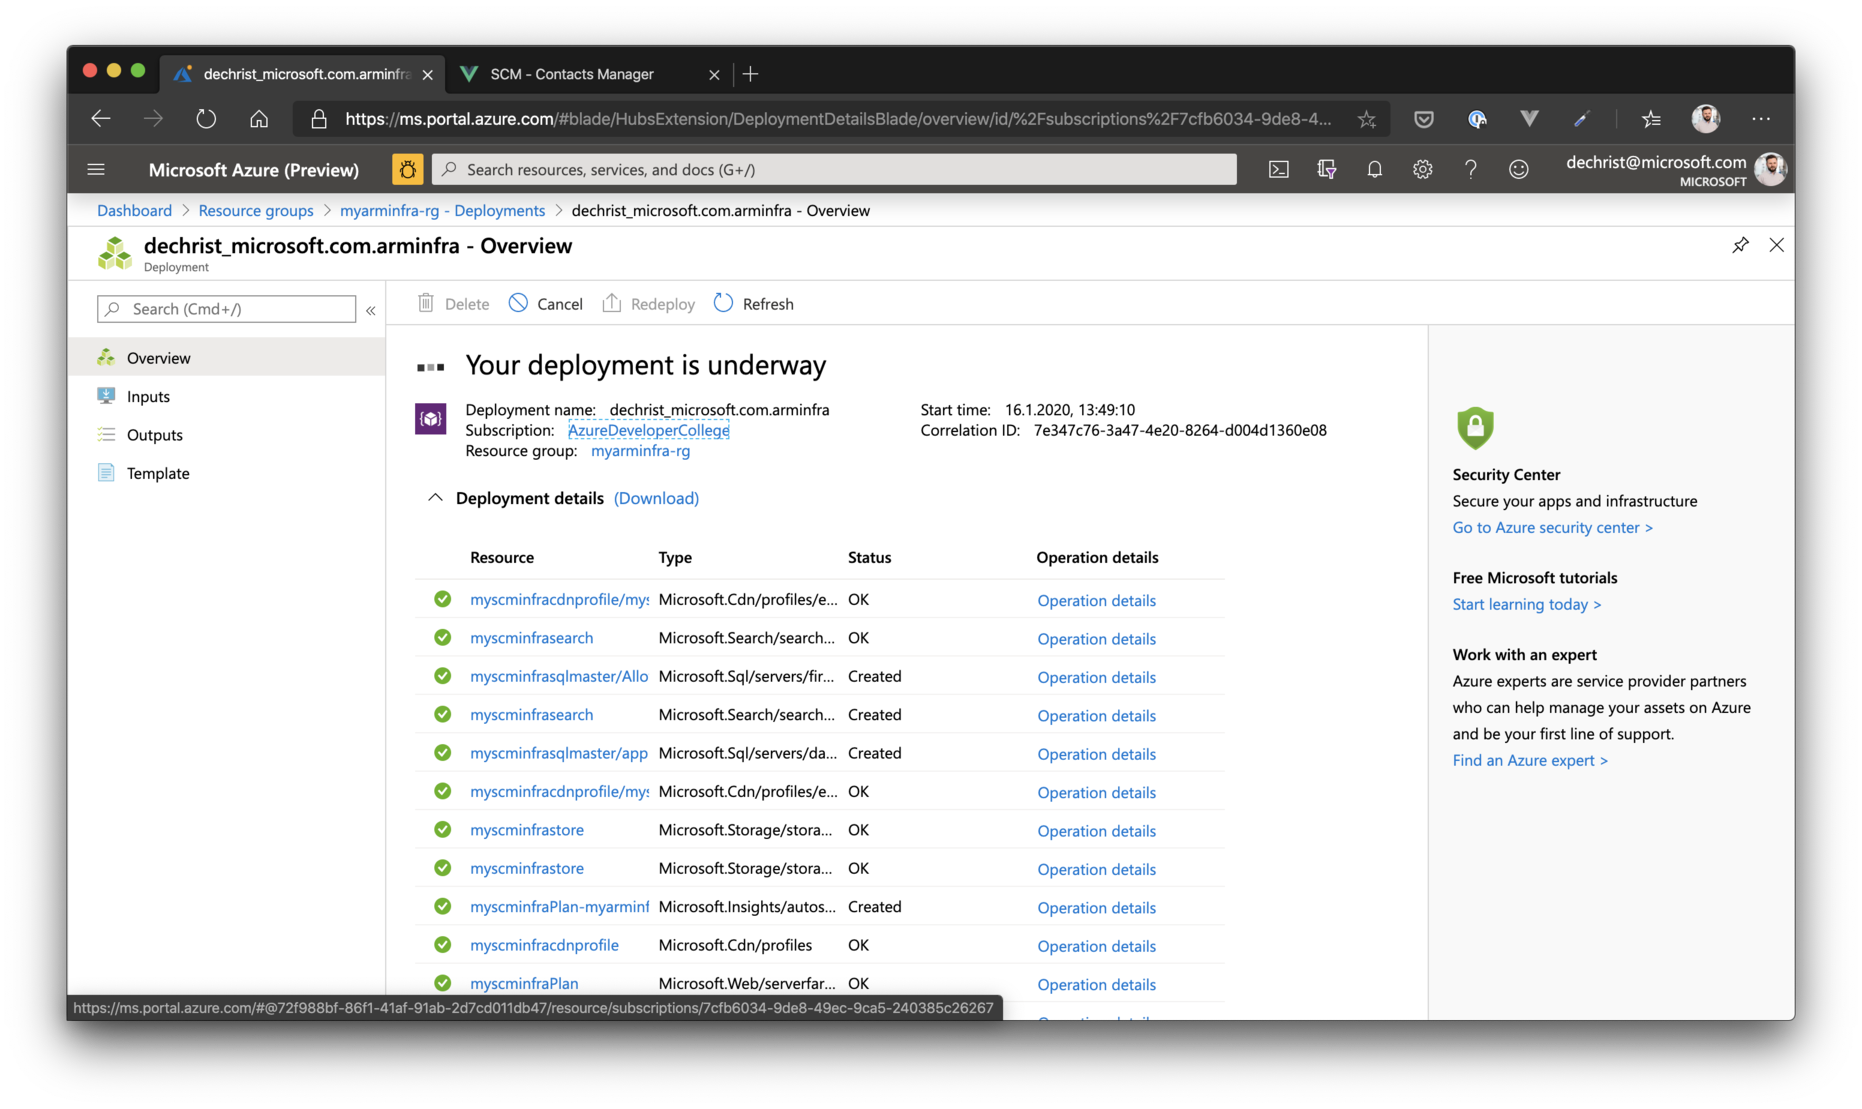 dechrist_microsoft.com.arminfra
SCM - Contacts Manager
https://ms.portal.azure.com/#blade/HubsExtension/DeploymentDetailsBlade/overview/id/%2Fsubscriptions%2F7cfb6034-9de8-4...
Microsoft Azure (Preview)
Search resources, services, and docs (G+/)
dechrist@microsoft.com
MICROSOFT
Dashboard > Resource groups > myarminfra-rg - Deployments > dechrist_microsoft.com.arminfra - Overview
dechrist_microsoft.com.arminfra - Overview
Deployment
Search (Cmd+/)
«
Overview
Inputs
Outputs
Template
Delete Cancel Redeploy Refresh
Your deployment is underway
Deployment name: dechrist_microsoft.com.arminfra
Subscription: AzureDeveloperCollege
Resource group: myarminfra-rg
Start time: 16.1.2020, 13:49:10
Correlation ID: 7e347c76-3a47-4e20-8264-d004d1360e08
Deployment details (Download)
Resource Type Status Operation details
myscminfracdnprofile/mys Microsoft.Cdn/profiles/e... OK Operation details
myscminfrasearch Microsoft.Search/search... OK Operation details
myscminfrasqlmaster/Allo Microsoft.Sql/servers/fir... Created Operation details
myscminfrasearch Microsoft.Search/search... Created Operation details
myscminfrasqlmaster/app Microsoft.Sql/servers/da... Created Operation details
myscminfracdnprofile/mys Microsoft.Cdn/profiles/e... OK Operation details
myscminfrastore Microsoft.Storage/stora... OK Operation details
myscminfrastore Microsoft.Storage/stora... OK Operation details
myscminfraPlan-myarminf Microsoft.Insights/autos... Created Operation details
myscminfracdnprofile Microsoft.Cdn/profiles OK Operation details
myscminfraPlan Microsoft.Web/serverfar... OK Operation details
Security Center
Secure your apps and infrastructure
Go to Azure security center >
Free Microsoft tutorials
Start learning today >
Work with an expert
Azure experts are service provider partners
who can help manage your assets on Azure
and be your first line of support.
Find an Azure expert >
https://ms.portal.azure.com/#@72f988bf-86f1-41af-91ab-2d7cd011db47/resource/subscriptions/7cfb6034-9de8-49ec-9ca5-240385c26267